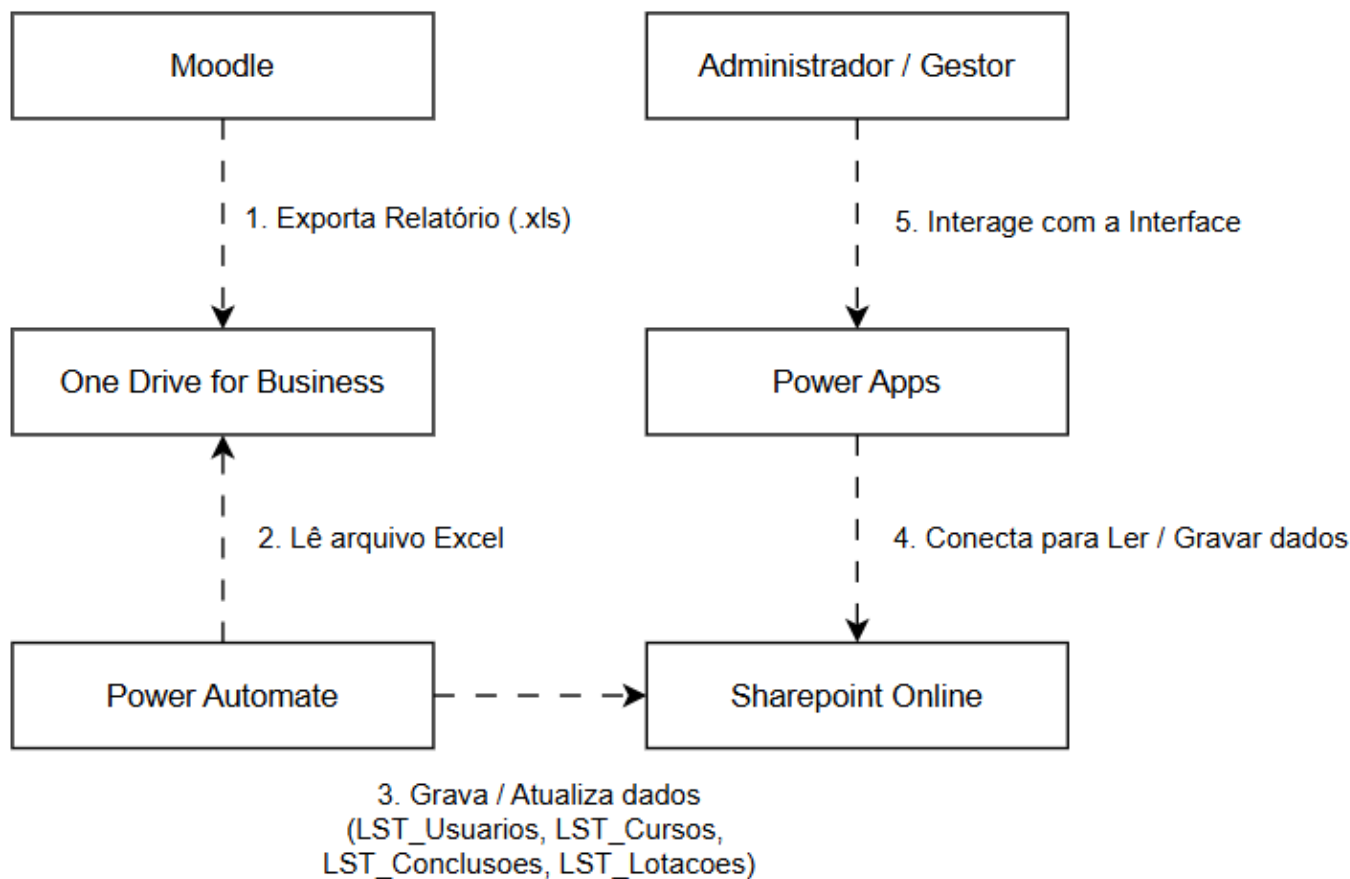 Moodle
Administrador / Gestor
1. Exporta Relatório (.xls)
5. Interage com a Interface
One Drive for Business
Power Apps
2. Lê arquivo Excel
4. Conecta para Ler / Gravar dados
Power Automate
Sharepoint Online
3. Grava / Atualiza dados
(LST_Usuarios, LST_Cursos,
LST_Conclusoes, LST_Lotacoes)